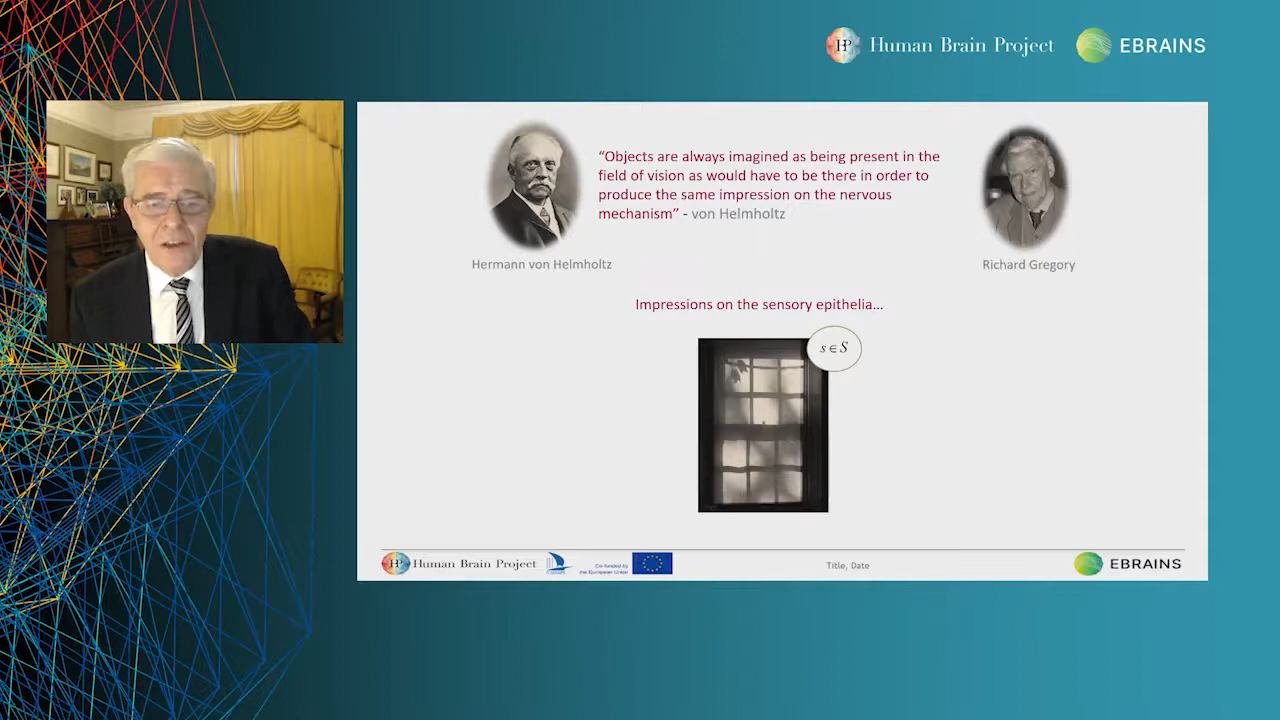 Human Brain Project
EBRAINS
“Objects are always imagined as being present in the
field of vision as would have to be there in order to
produce the same impression on the nervous
mechanism” - von Helmholtz
Hermann von Helmholtz
Richard Gregory
Impressions on the sensory epithelia...
s ∈ S
HP Human Brain Project
Co-funded by
the European Union
Title, Date
EBRAINS